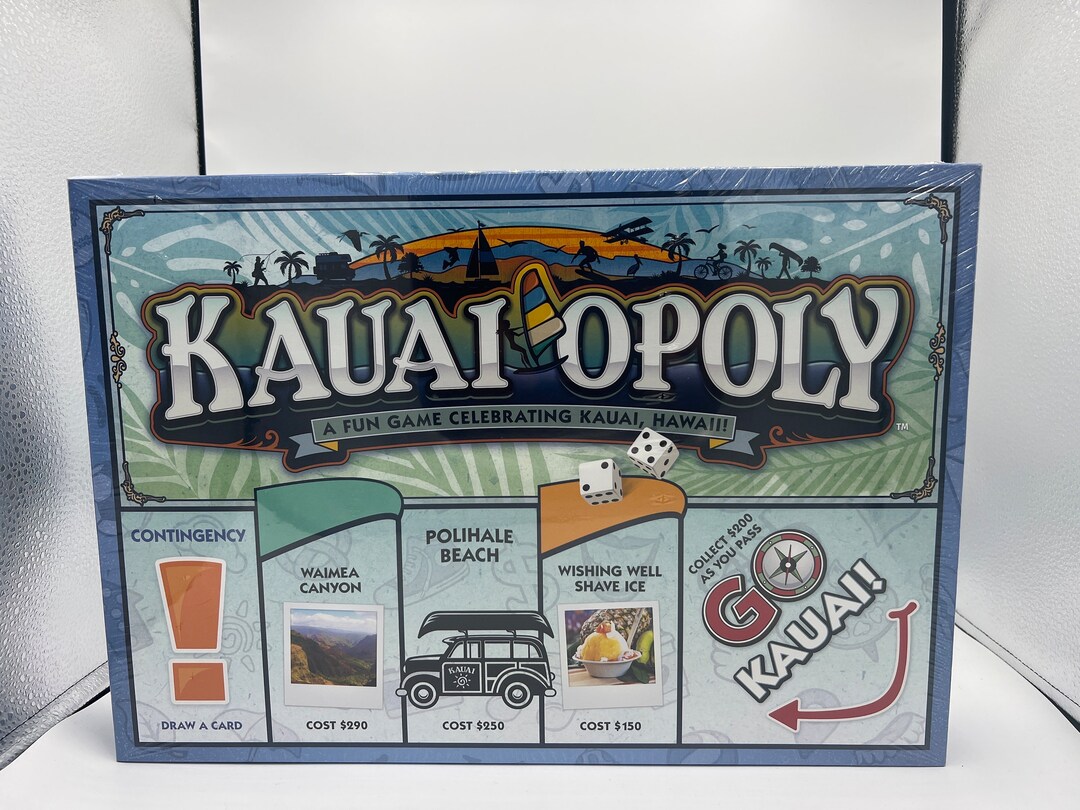 KAUAI OPOLY
TM
A FUN GAME CELEBRATING KAUAI, HAWAII!
CONTINGENCY
DRAW A CARD
WAIMEA
CANYON
COST $290
POLIHALE
BEACH
KAUAI
COST $250
WISHING WELL
SHAVE ICE
COST $150
COLLECT $200
AS YOU PASS
GO
KAUAI!